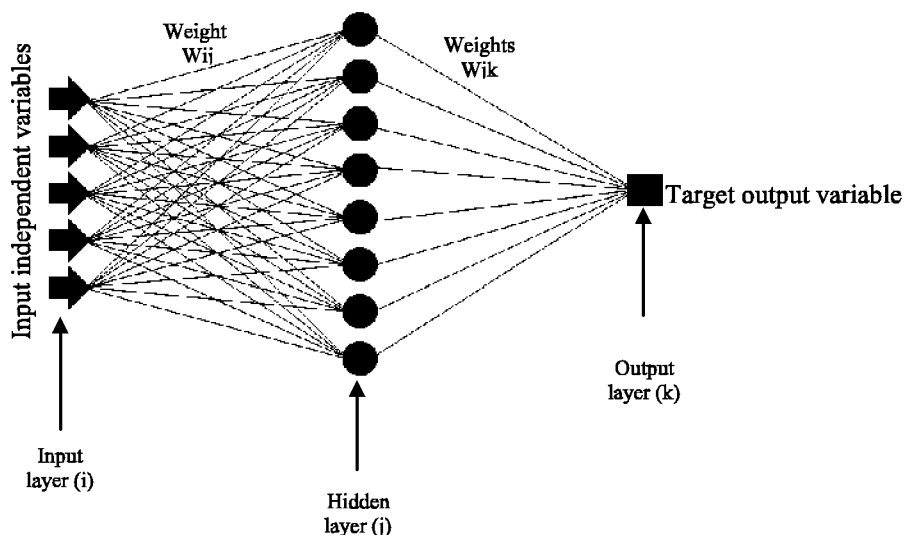 Weight
Wij
Weights
Wjk
Input independent variables
Target output variable
Output
layer (k)
Input
layer (i)
Hidden
layer (j)